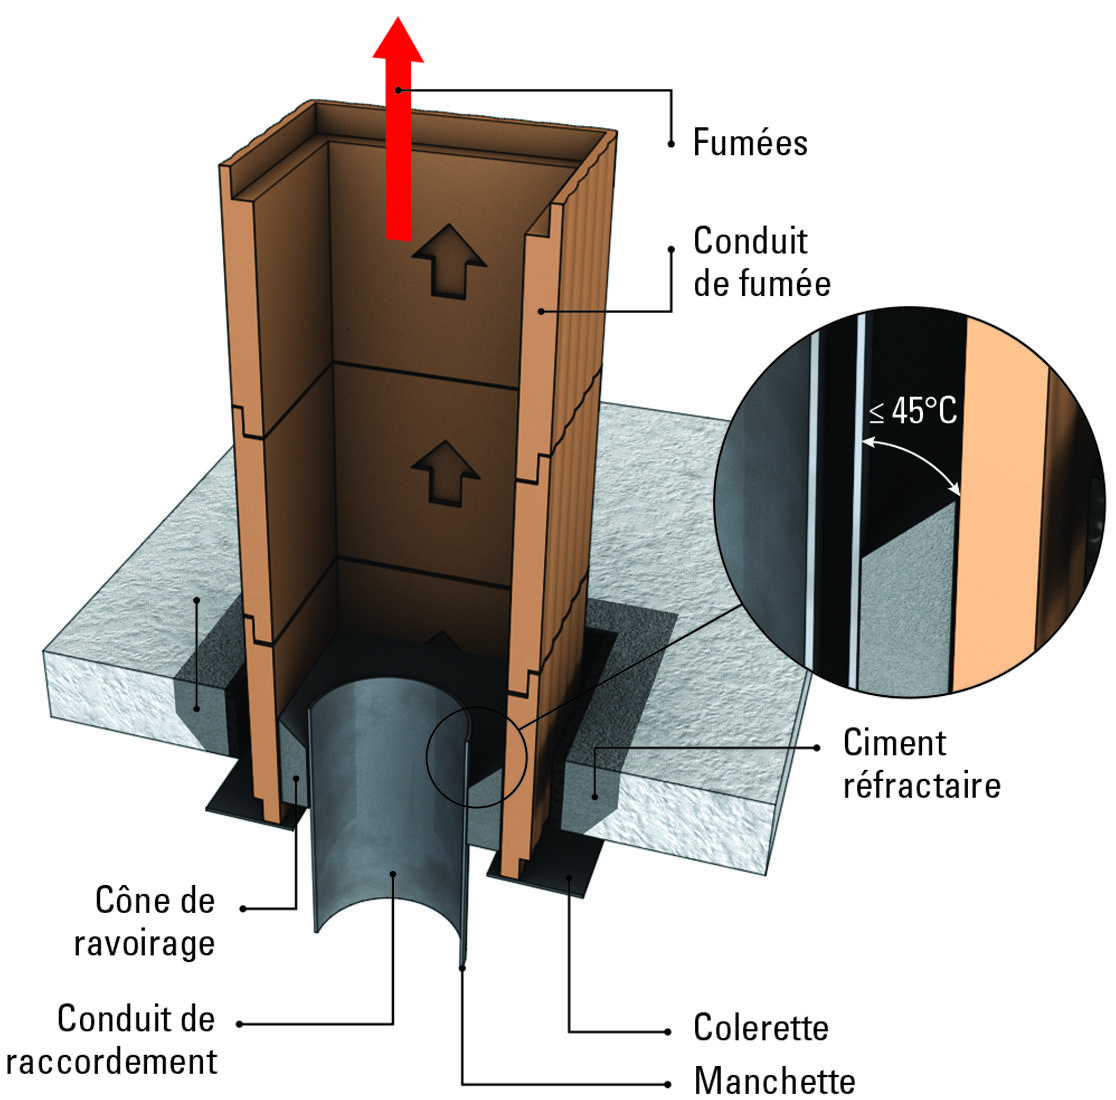 Fumées
Conduit
de fumée
≤ 45°C
Ciment
réfractaire
Cône de
ravoirage
Conduit de
raccordement
Colerette
Manchette